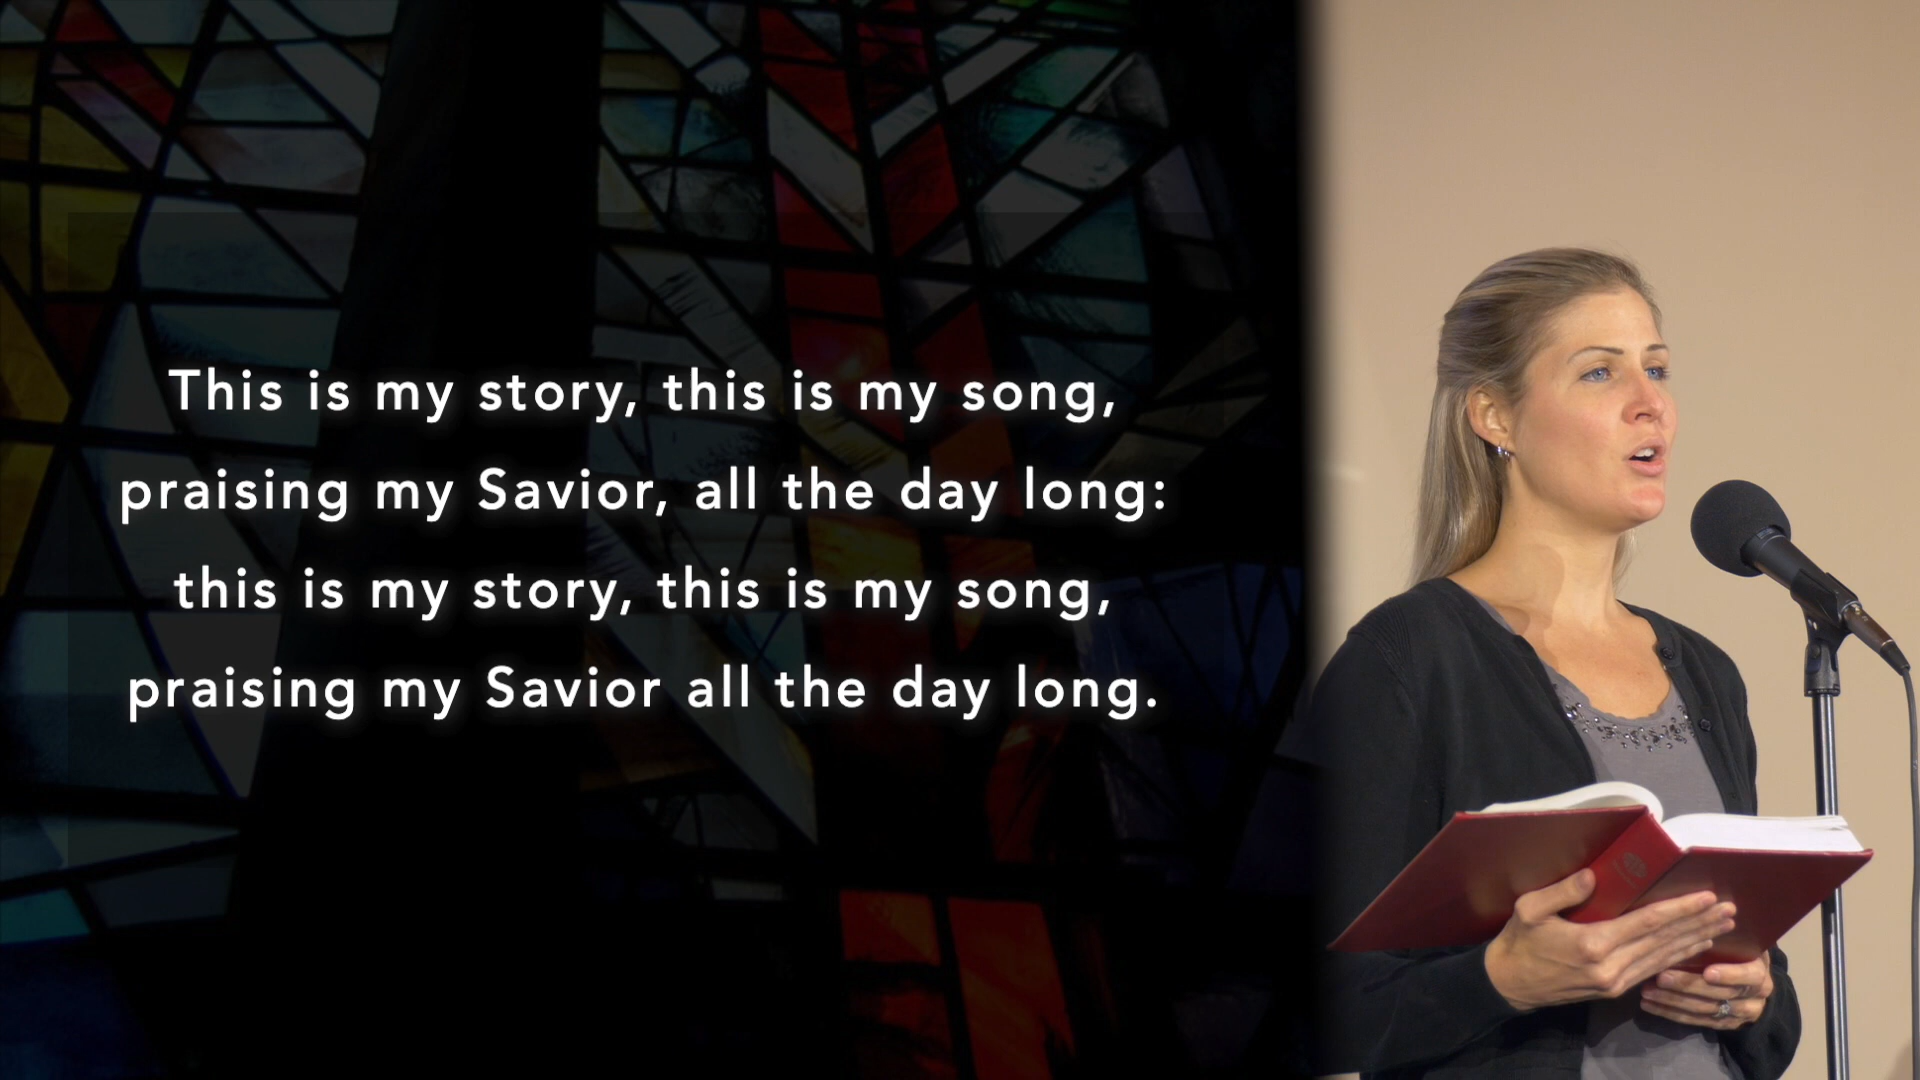 This is my story, this is my song,
praising my Savior, all the day long:
this is my story, this is my song,
praising my Savior all the day long.